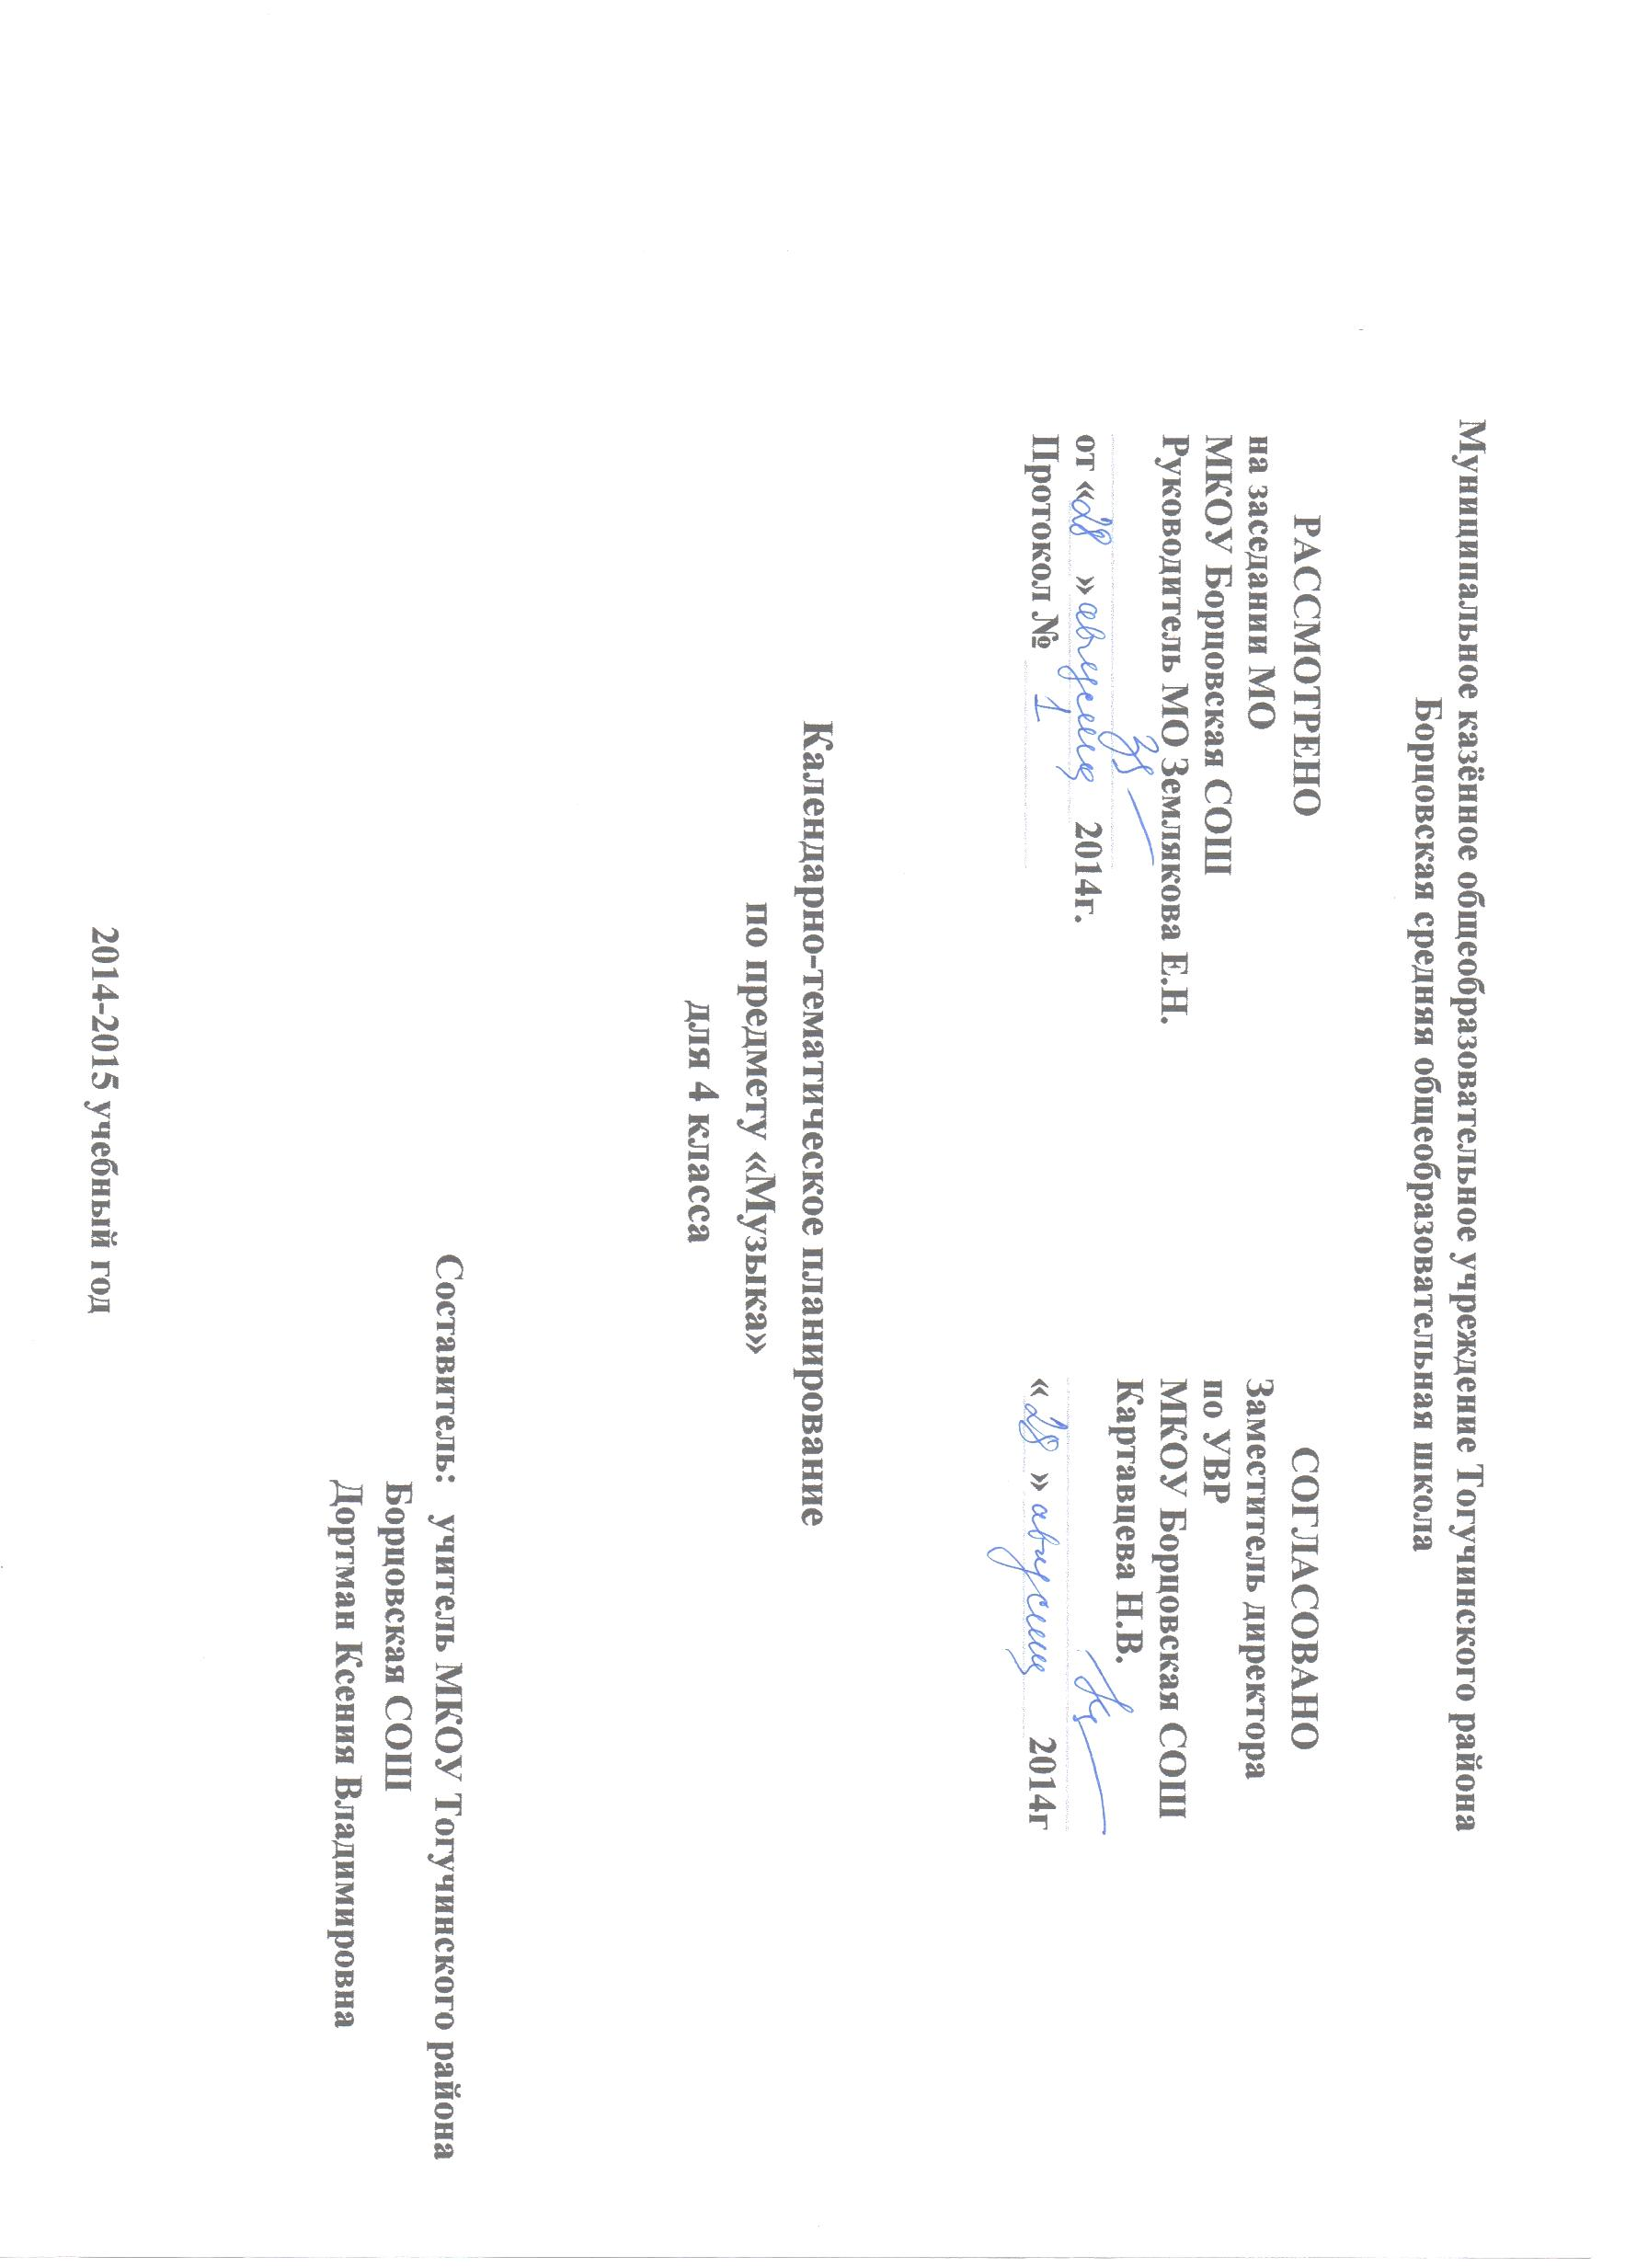 Муниципальное казённое общеобразовательное учреждение Тогучинского района
Борцовская средняя общеобразовательная школа
РАССМОТРЕНО
на заседании МО
МКОУ Борцовская СОШ
Руководитель МО Землякова Е.Н.
от «28 » августа 2014г.
Протокол № 1
СОГЛАСОВАНО
Заместитель директора
по УВР
МКОУ Борцовская СОШ
Картавцева Н.В.
«28 » августа 2014г
Календарно-тематическое планирование
по предмету «Музыка»
для 4 класса
Составитель: учитель МКОУ Тогучинского района
Борцовская СОШ
Дортман Ксения Владимировна
2014-2015 учебный год